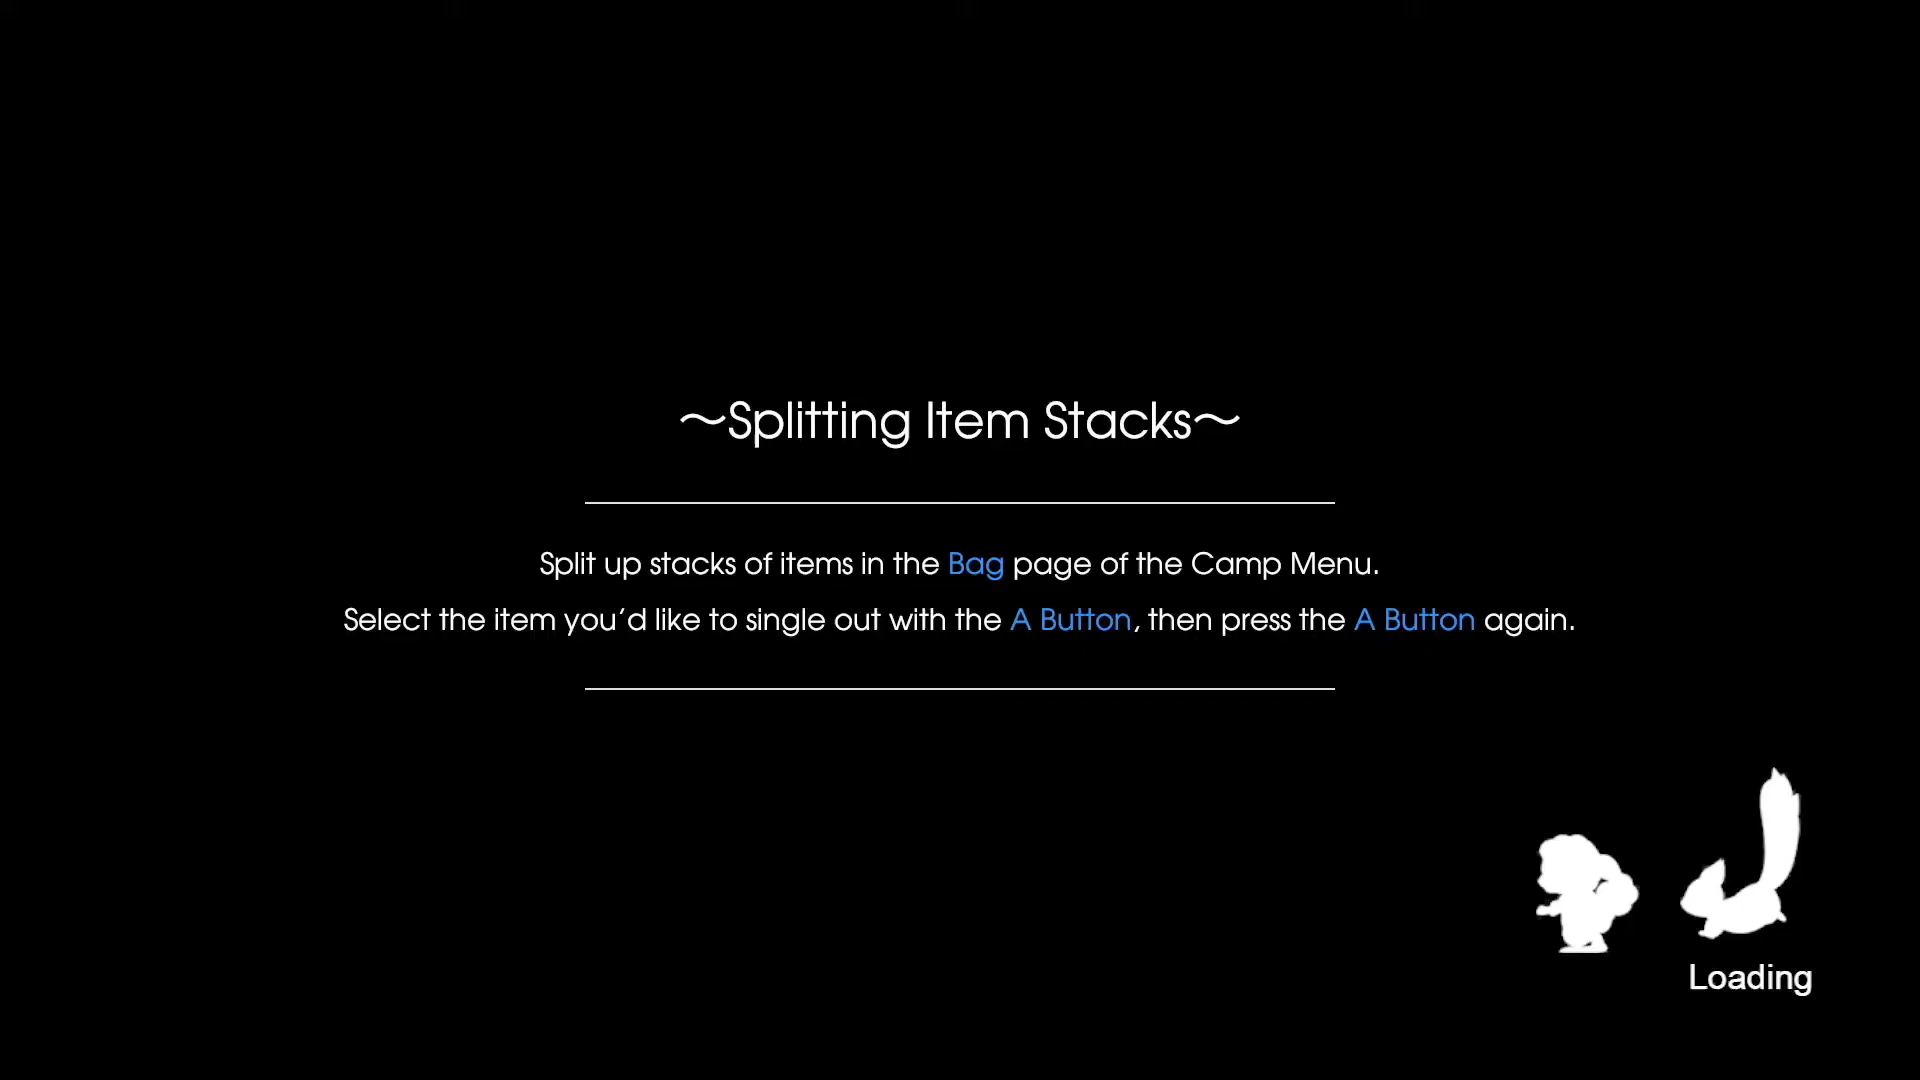 ～Splitting Item Stacks～
Split up stacks of items in the Bag page of the Camp Menu.
Select the item you’d like to single out with the A Button, then press the A Button again.
Loading